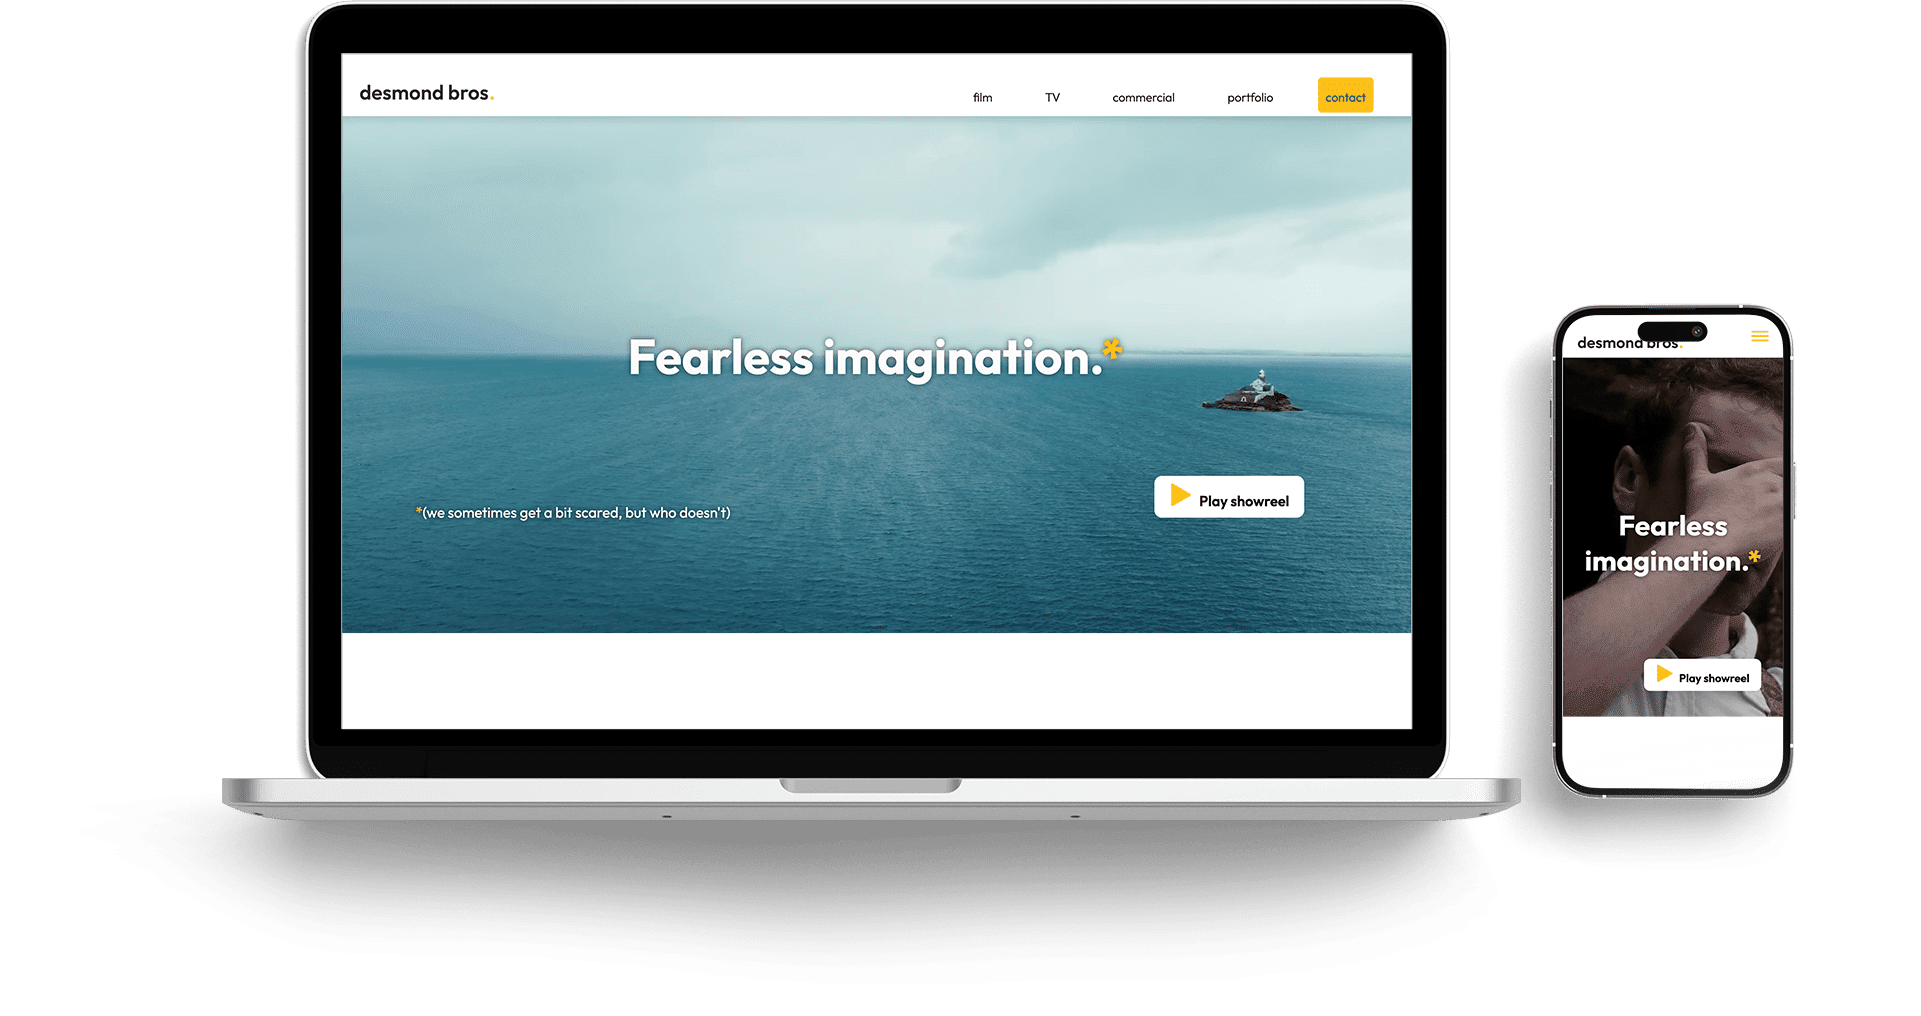 desmond bros.
film TV commercial portfolio contact
Fearless imagination.*
*(we sometimes get a bit scared, but who doesn't)
Play showreel
desmond bros.
Fearless
imagination.*
Play showreel